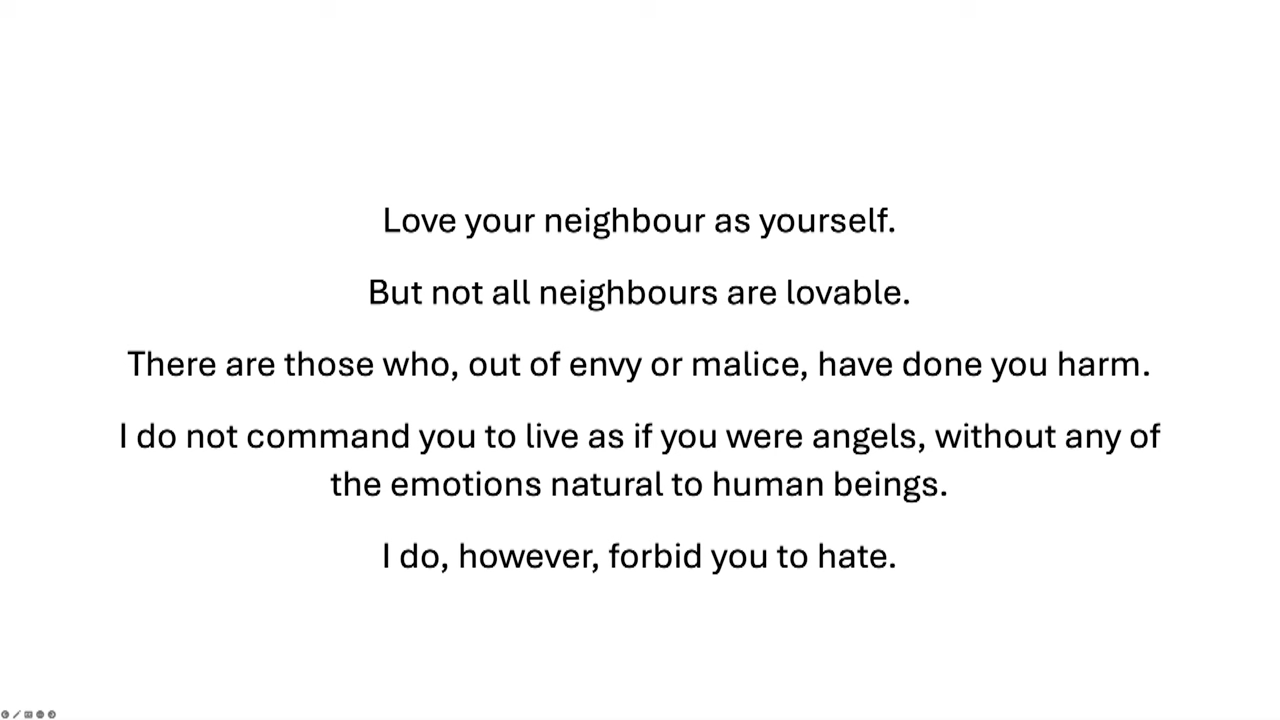 Love your neighbour as yourself.
But not all neighbours are lovable.
There are those who, out of envy or malice, have done you harm.
I do not command you to live as if you were angels, without any of
the emotions natural to human beings.
I do, however, forbid you to hate.